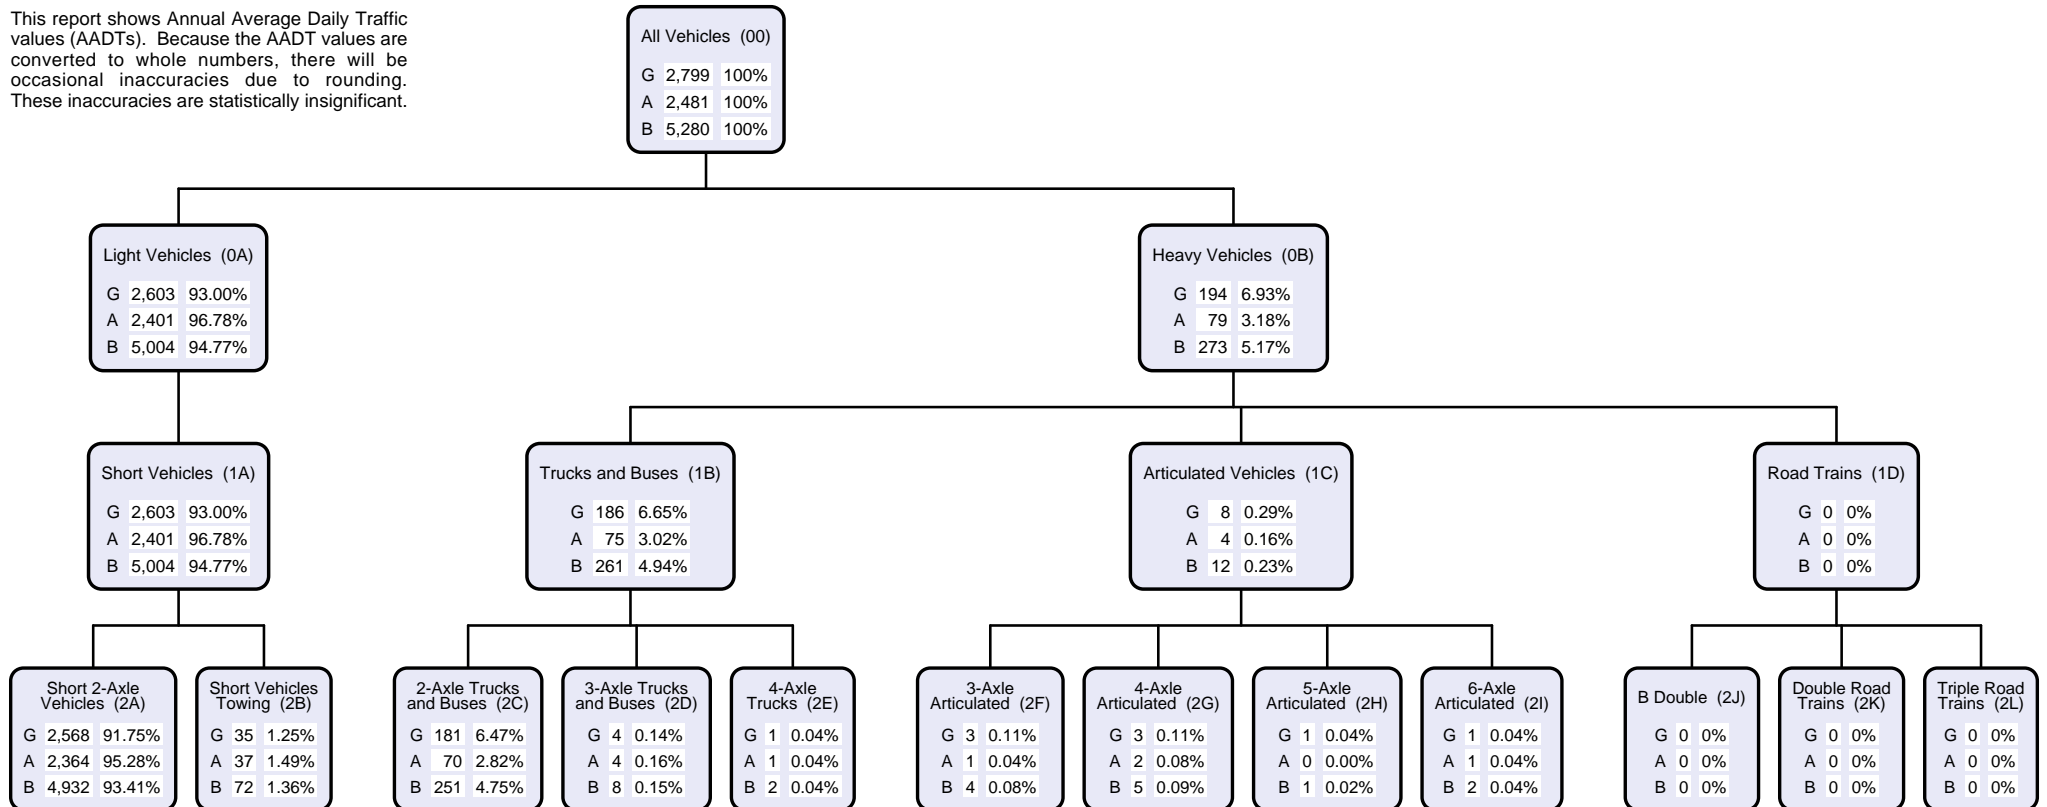 This report shows Annual Average Daily Traffic
values (AADTs). Because the AADT values are
converted to whole numbers, there will be
occasional inaccuracies due to rounding.
These inaccuracies are statistically insignificant.
All Vehicles (00)
G 2,799 100%
A 2,481 100%
B 5,280 100%
Light Vehicles (0A)
G 2,603 93.00%
A 2,401 96.78%
B 5,004 94.77%
Heavy Vehicles (0B)
G 194 6.93%
A 79 3.18%
B 273 5.17%
Short Vehicles (1A)
G 2,603 93.00%
A 2,401 96.78%
B 5,004 94.77%
Trucks and Buses (1B)
G 186 6.65%
A 75 3.02%
B 261 4.94%
Articulated Vehicles (1C)
G 8 0.29%
A 4 0.16%
B 12 0.23%
Road Trains (1D)
G 0 0%
A 0 0%
B 0 0%
Short 2-Axle
Vehicles (2A)
G 2,568 91.75%
A 2,364 95.28%
B 4,932 93.41%
Short Vehicles
Towing (2B)
G 35 1.25%
A 37 1.49%
B 72 1.36%
2-Axle Trucks
and Buses (2C)
G 181 6.47%
A 70 2.82%
B 251 4.75%
3-Axle Trucks
and Buses (2D)
G 4 0.14%
A 4 0.16%
B 8 0.15%
4-Axle
Trucks (2E)
G 1 0.04%
A 1 0.04%
B 2 0.04%
3-Axle
Articulated (2F)
G 3 0.11%
A 1 0.04%
B 4 0.08%
4-Axle
Articulated (2G)
G 3 0.11%
A 2 0.08%
B 5 0.09%
5-Axle
Articulated (2H)
G 1 0.04%
A 0 0.00%
B 1 0.02%
6-Axle
Articulated (2I)
G 1 0.04%
A 1 0.04%
B 2 0.04%
B Double (2J)
G 0 0%
A 0 0%
B 0 0%
Double Road
Trains (2K)
G 0 0%
A 0 0%
B 0 0%
Triple Road
Trains (2L)
G 0 0%
A 0 0%
B 0 0%